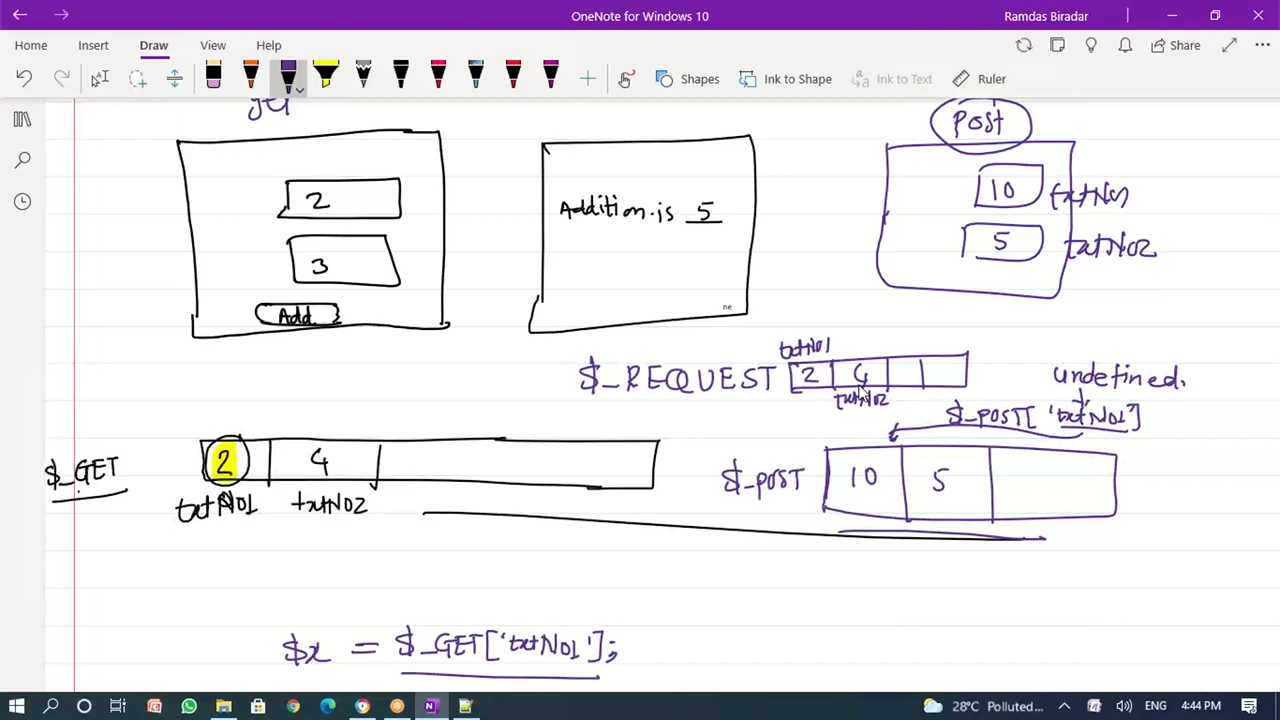 OneNote for Windows 10
Ramdas Biradar
Home Insert Draw View Help
Share
Shapes Ink to Shape Ink to Text Ruler
get
2
3
Add
Addition is 5
ne
Post
10 txtNo1
5 txtNo2
txtNo1
$_REQUEST 2 4
txtNo2
undefined.
$_POST['txtNo1']
$_GET 2 4
txtNo1 txtNo2
$_POST 10 5
$x = $_GET['txtNo1'];
28°C Polluted... ENG 4:44 PM